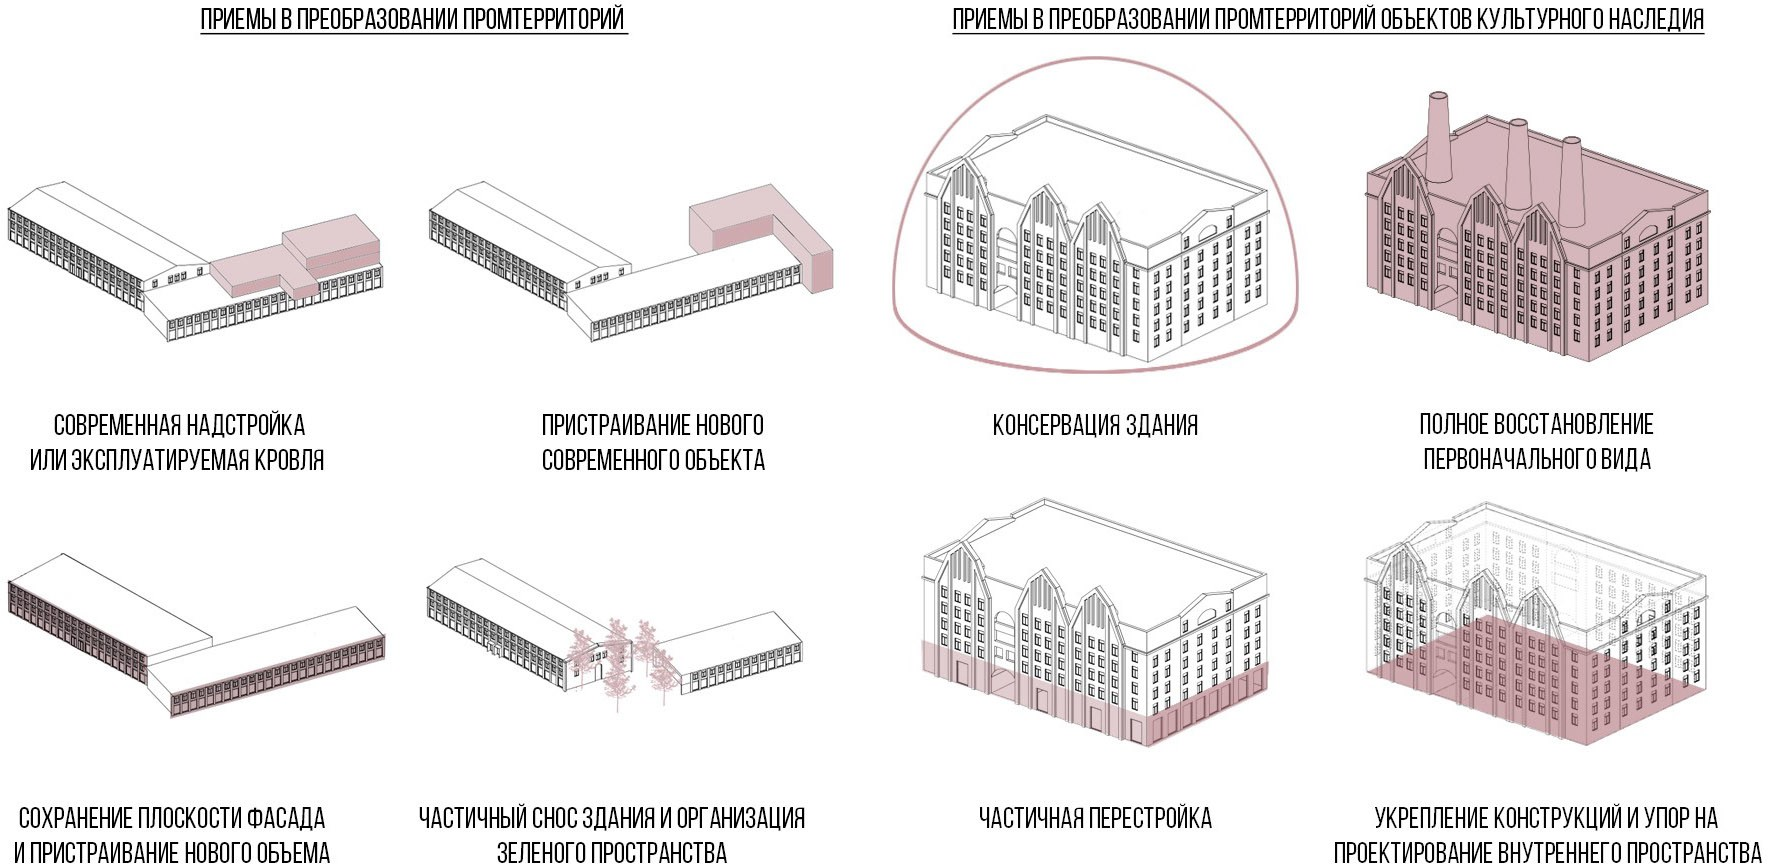 ПРИЕМЫ В ПРЕОБРАЗОВАНИИ ПРОМТЕРРИТОРИЙ
СОВРЕМЕННАЯ НАДСТРОЙКА
ИЛИ ЭКСПЛУАТИРУЕМАЯ КРОВЛЯ
ПРИСТРАИВАНИЕ НОВОГО
СОВРЕМЕННОГО ОБЪЕКТА
СОХРАНЕНИЕ ПЛОСКОСТИ ФАСАДА
И ПРИСТРАИВАНИЕ НОВОГО ОБЪЕМА
ЧАСТИЧНЫЙ СНОС ЗДАНИЯ И ОРГАНИЗАЦИЯ
ЗЕЛЕНОГО ПРОСТРАНСТВА
ПРИЕМЫ В ПРЕОБРАЗОВАНИИ ПРОМТЕРРИТОРИЙ ОБЪЕКТОВ КУЛЬТУРНОГО НАСЛЕДИЯ
КОНСЕРВАЦИЯ ЗДАНИЯ
ПОЛНОЕ ВОССТАНОВЛЕНИЕ
ПЕРВОНАЧАЛЬНОГО ВИДА
ЧАСТИЧНАЯ ПЕРЕСТРОЙКА
УКРЕПЛЕНИЕ КОНСТРУКЦИЙ И УПОР НА
ПРОЕКТИРОВАНИЕ ВНУТРЕННЕГО ПРОСТРАНСТВА